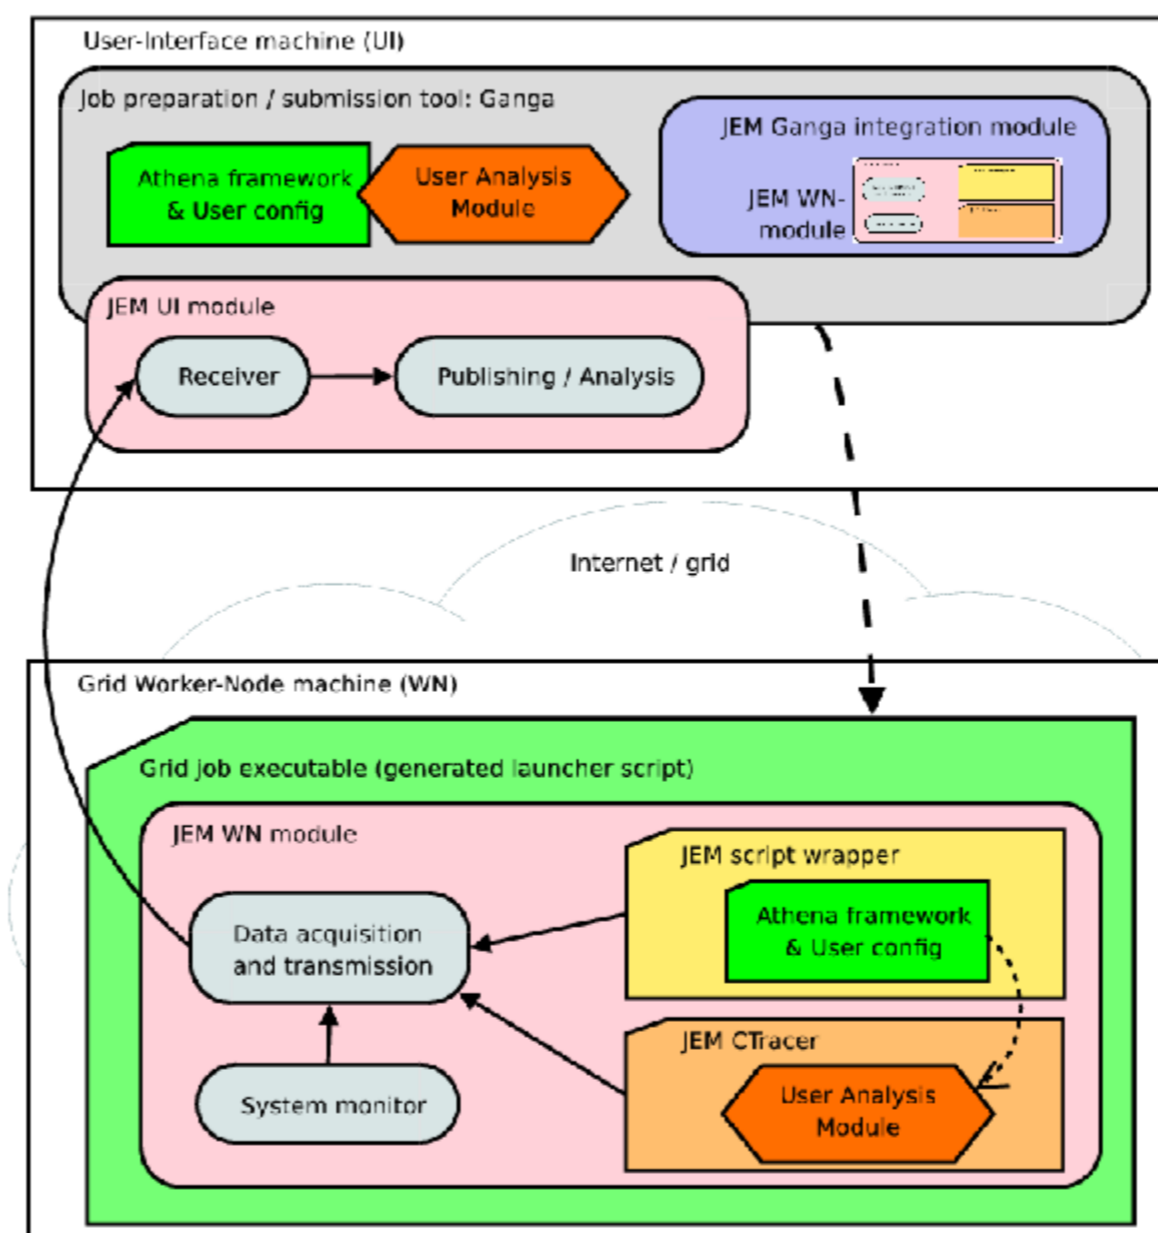 User-Interface machine (UI)
Job preparation / submission tool: Ganga
JEM Ganga integration module
Athena framework
& User config
User Analysis
Module
JEM WN-
module
JEM UI module
Receiver
Publishing / Analysis
Internet / grid
Grid Worker-Node machine (WN)
Grid job executable (generated launcher script)
JEM WN module
JEM script wrapper
Athena framework
& User config
Data acquisition
and transmission
JEM CTracer
System monitor
User Analysis
Module